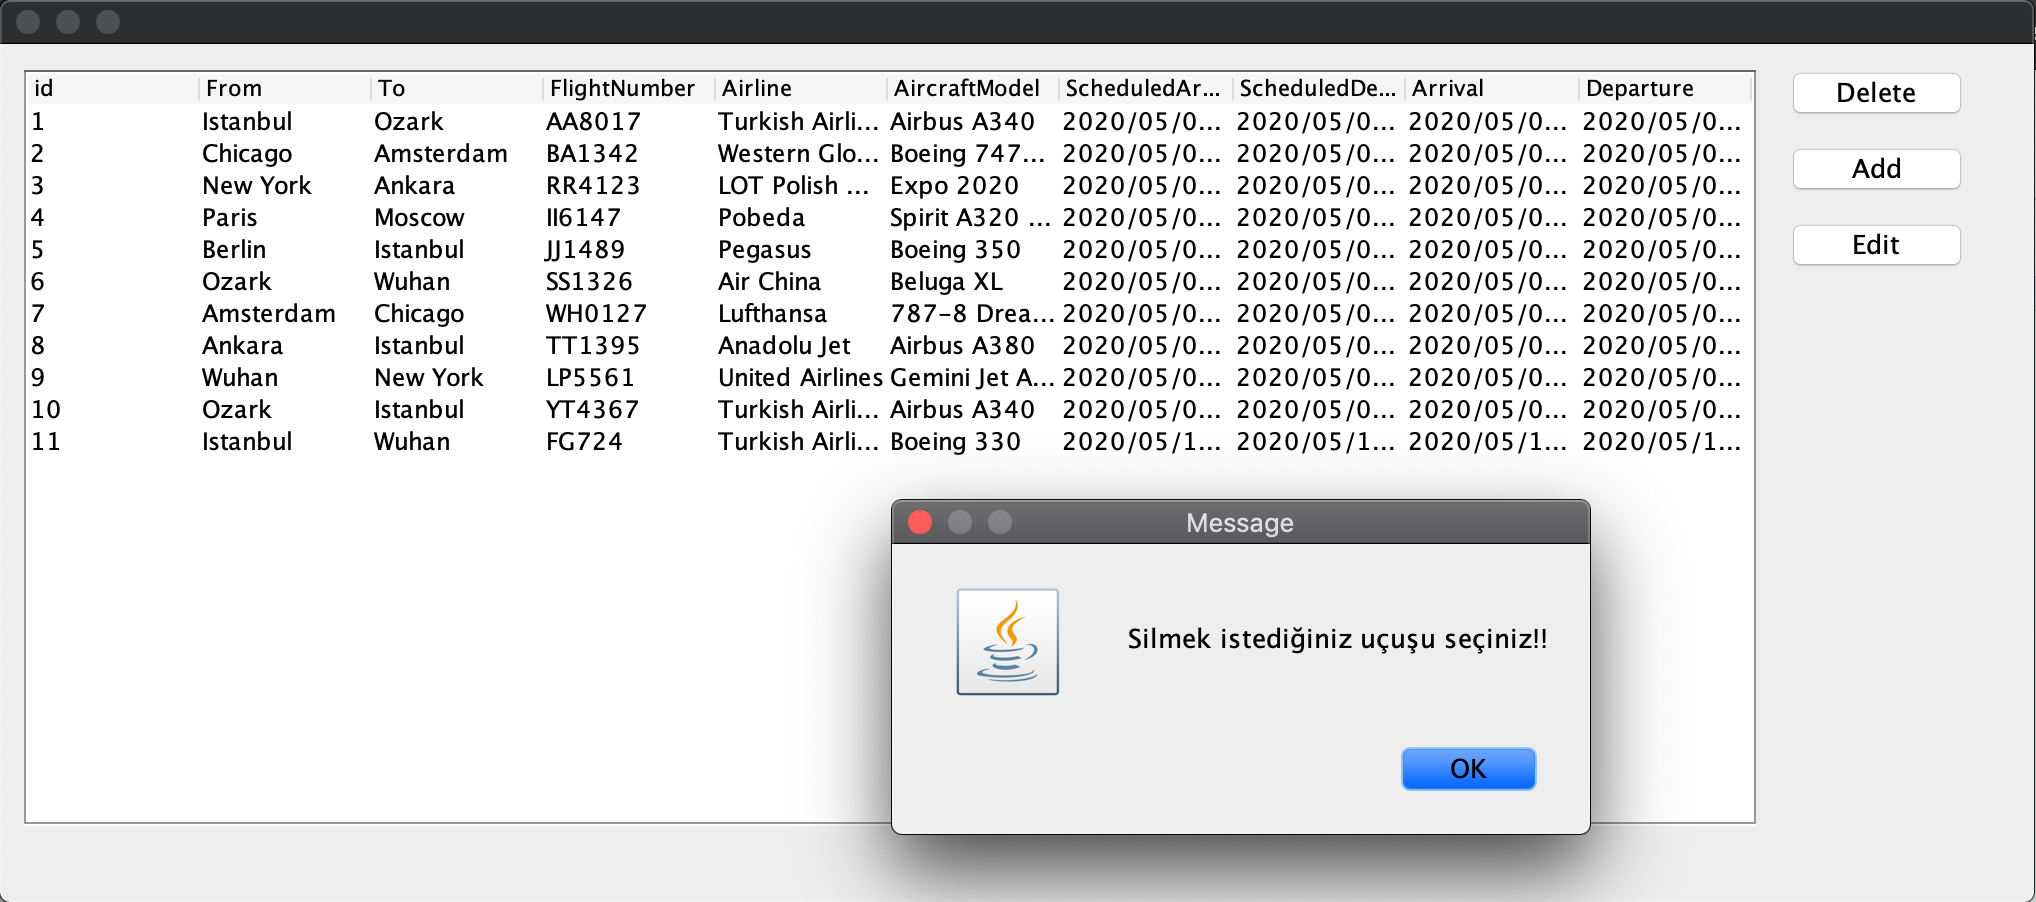 id From To FlightNumber Airline AircraftModel ScheduledAr... ScheduledDe... Arrival Departure
1 Istanbul Ozark AA8017 Turkish Airli... Airbus A340 2020/05/0... 2020/05/0... 2020/05/0... 2020/05/0...
2 Chicago Amsterdam BA1342 Western Glo... Boeing 747... 2020/05/0... 2020/05/0... 2020/05/0... 2020/05/0...
3 New York Ankara RR4123 LOT Polish ... Expo 2020 2020/05/0... 2020/05/0... 2020/05/0... 2020/05/0...
4 Paris Moscow II6147 Pobeda Spirit A320 ... 2020/05/0... 2020/05/0... 2020/05/0... 2020/05/0...
5 Berlin Istanbul JJ1489 Pegasus Boeing 350 2020/05/0... 2020/05/0... 2020/05/0... 2020/05/0...
6 Ozark Wuhan SS1326 Air China Beluga XL 2020/05/0... 2020/05/0... 2020/05/0... 2020/05/0...
7 Amsterdam Chicago WH0127 Lufthansa 787-8 Drea... 2020/05/0... 2020/05/0... 2020/05/0... 2020/05/0...
8 Ankara Istanbul TT1395 Anadolu Jet Airbus A380 2020/05/0... 2020/05/0... 2020/05/0... 2020/05/0...
9 Wuhan New York LP5561 United Airlines Gemini Jet A... 2020/05/0... 2020/05/0... 2020/05/0... 2020/05/0...
10 Ozark Istanbul YT4367 Turkish Airli... Airbus A340 2020/05/0... 2020/05/0... 2020/05/0... 2020/05/0...
11 Istanbul Wuhan FG724 Turkish Airli... Boeing 330 2020/05/1... 2020/05/1... 2020/05/1... 2020/05/1...
Delete
Add
Edit
Message
Silmek istediğiniz uçuşu seçiniz!!
OK